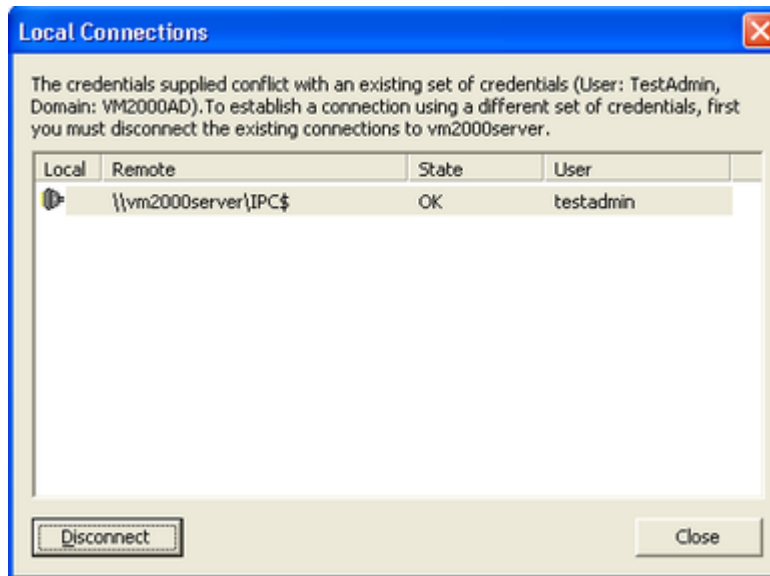 Local Connections
The credentials supplied conflict with an existing set of credentials (User: TestAdmin,
Domain: VM2000AD).To establish a connection using a different set of credentials, first
you must disconnect the existing connections to vm2000server.
Local Remote State User
\\vm2000server\IPC$ OK testadmin
Disconnect Close